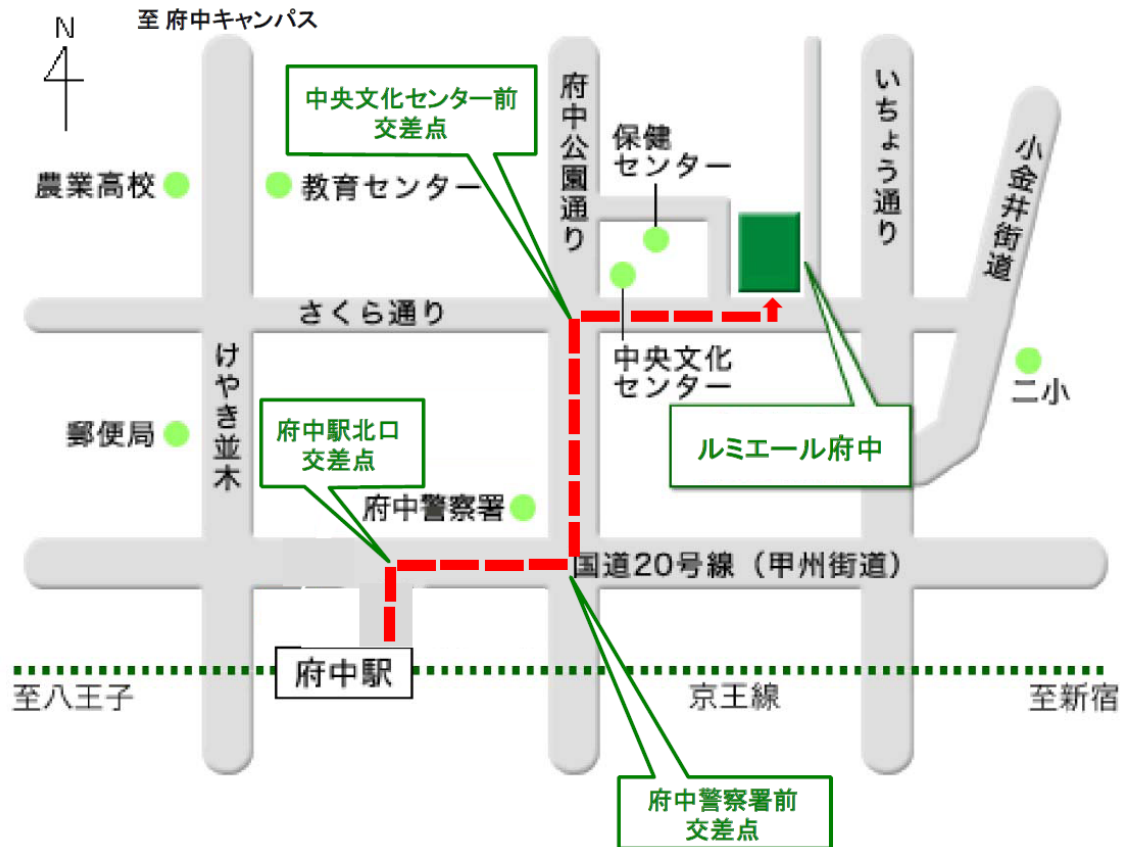 至 府中キャンパス
N
中央文化センター前
交差点
府中公園通り
保健
センター
いちょう通り
小金井街道
農業高校
教育センター
さくら通り
けやき並木
中央文化
センター
二小
郵便局
府中駅北口
交差点
ルミエール府中
府中警察署
国道20号線（甲州街道）
府中駅
至八王子
京王線
至新宿
府中警察署前
交差点